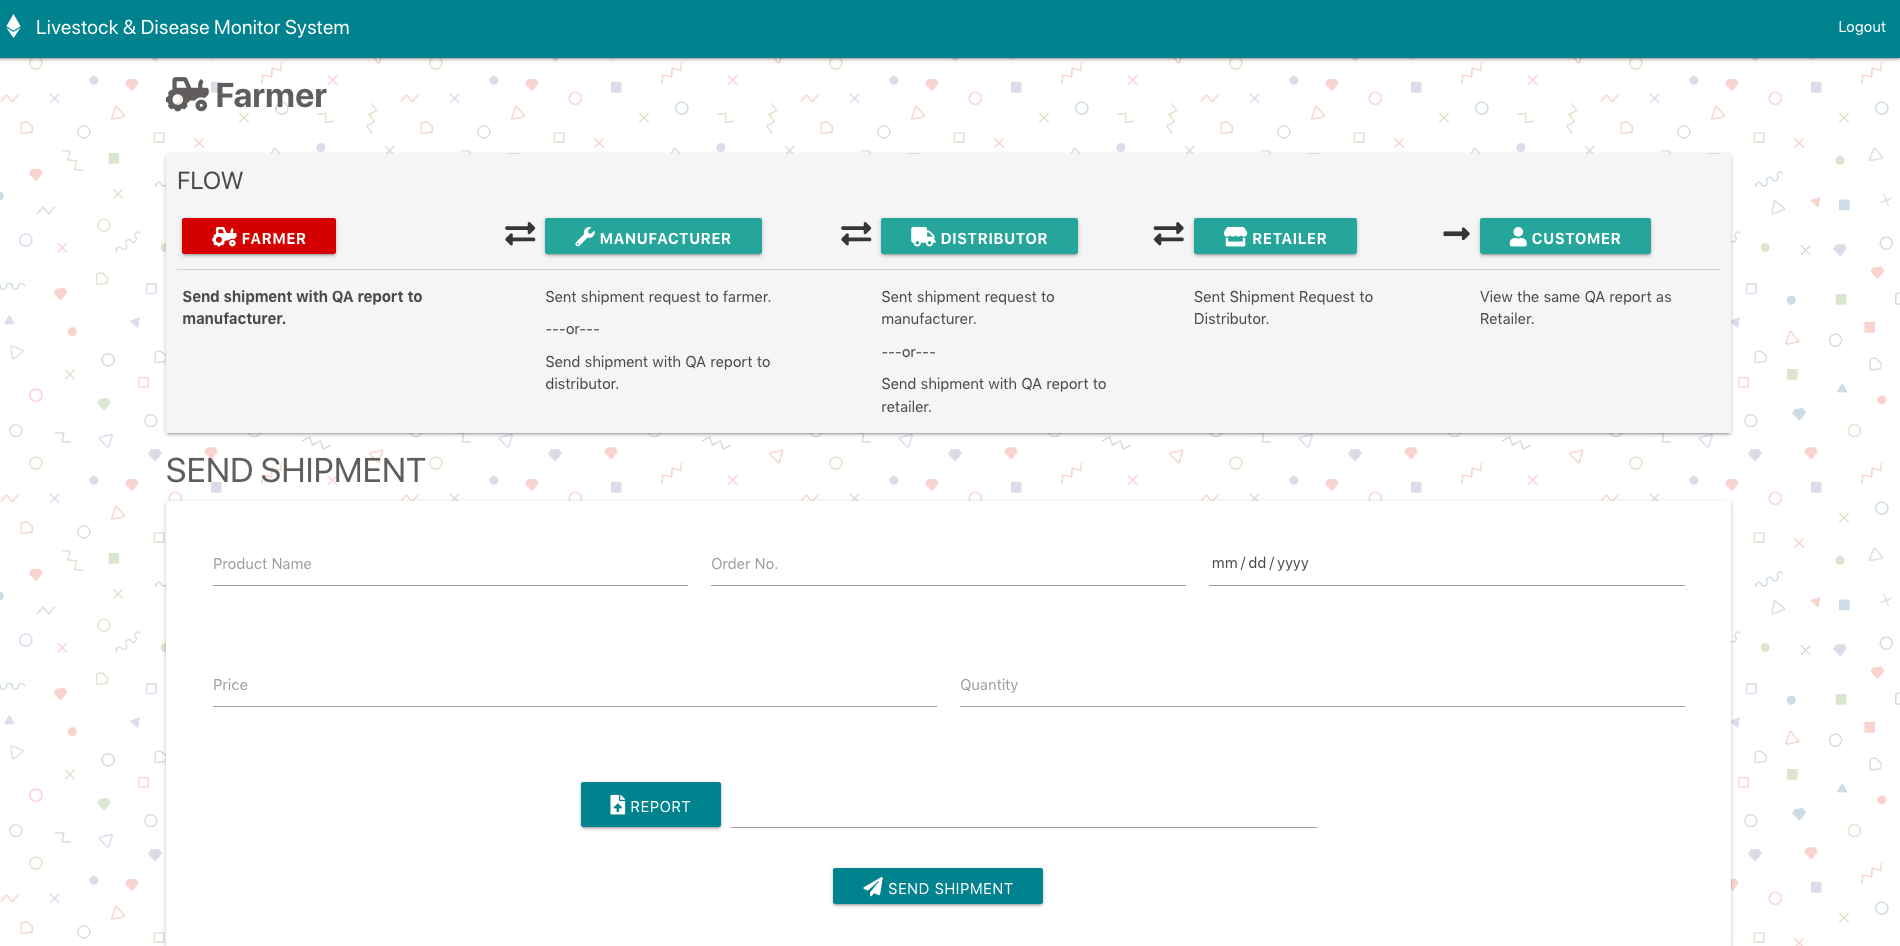 Livestock & Disease Monitor System
Logout
Farmer
FLOW
FARMER
MANUFACTURER
DISTRIBUTOR
RETAILER
CUSTOMER
Send shipment with QA report to
manufacturer.
Sent shipment request to farmer.
---or---
Send shipment with QA report to
distributor.
Sent shipment request to
manufacturer.
---or---
Send shipment with QA report to
retailer.
Sent Shipment Request to
Distributor.
View the same QA report as
Retailer.
SEND SHIPMENT
Product Name
Order No.
mm/dd/yyyy
Price
Quantity
REPORT
SEND SHIPMENT